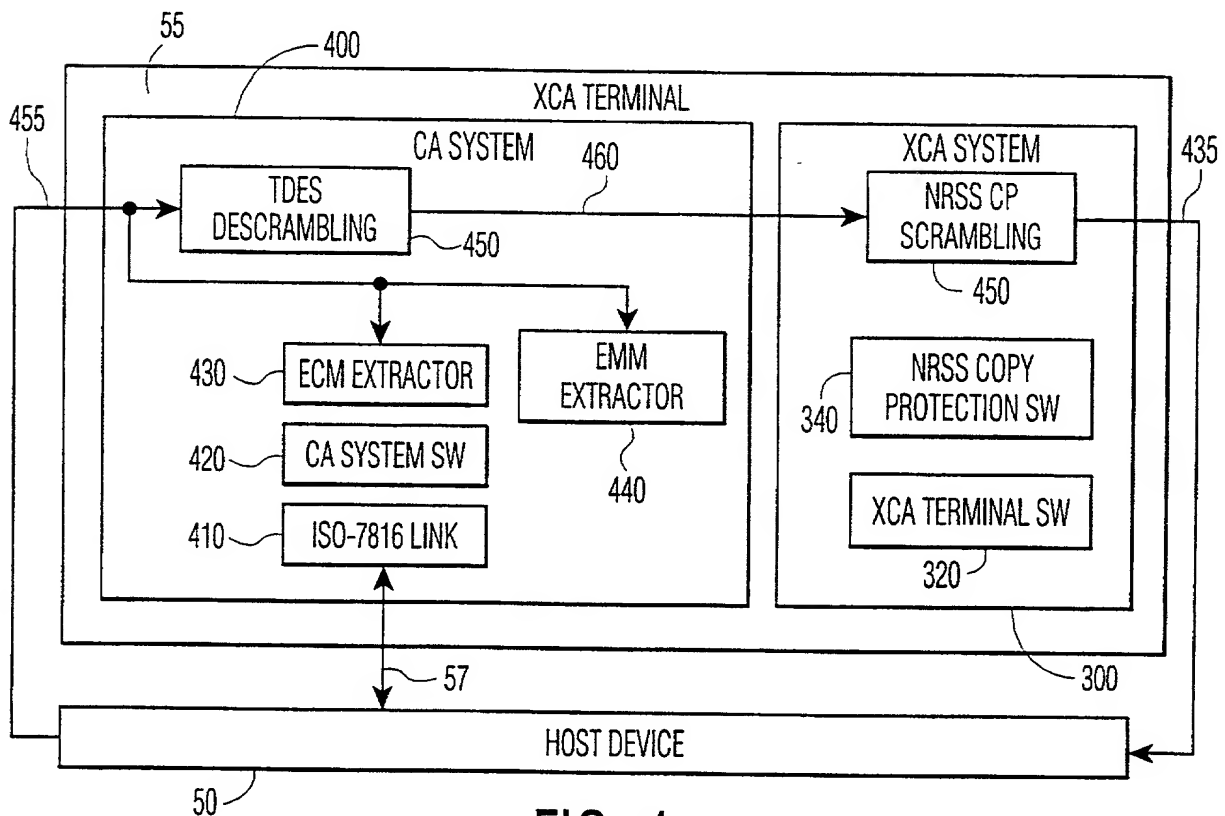 55
400
XCA TERMINAL
455
CA SYSTEM
460
XCA SYSTEM
435
TDES
DESCRAMBLING
450
NRSS CP
SCRAMBLING
450
430
ECM EXTRACTOR
EMM
EXTRACTOR
440
340
NRSS COPY
PROTECTION SW
420
CA SYSTEM SW
410
ISO-7816 LINK
XCA TERMINAL SW
320
57
300
HOST DEVICE
50